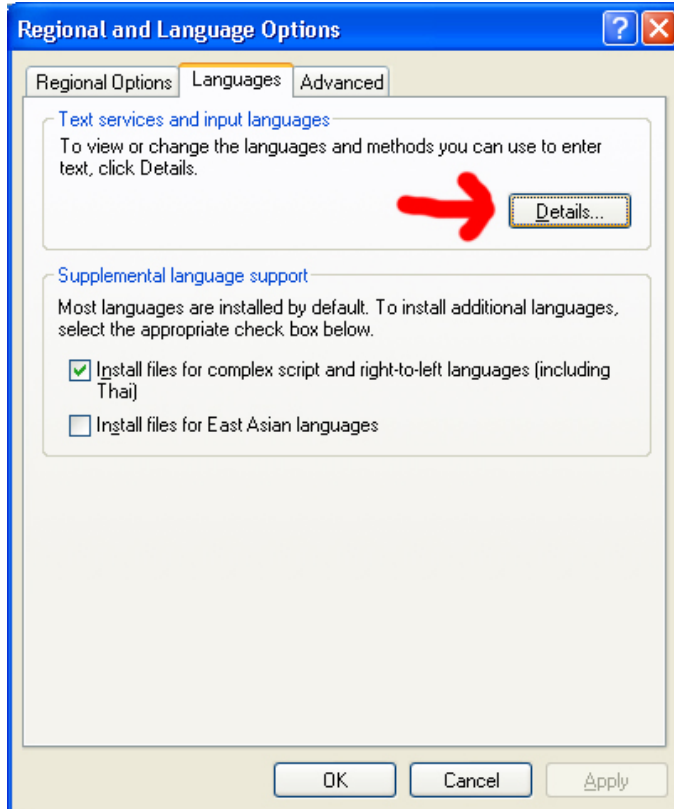 Regional and Language Options
Regional Options Languages Advanced
Text services and input languages
To view or change the languages and methods you can use to enter
text, click Details.
Details...
Supplemental language support
Most languages are installed by default. To install additional languages,
select the appropriate check box below.
Install files for complex script and right-to-left languages (including
Thai)
Install files for East Asian languages
OK Cancel Apply